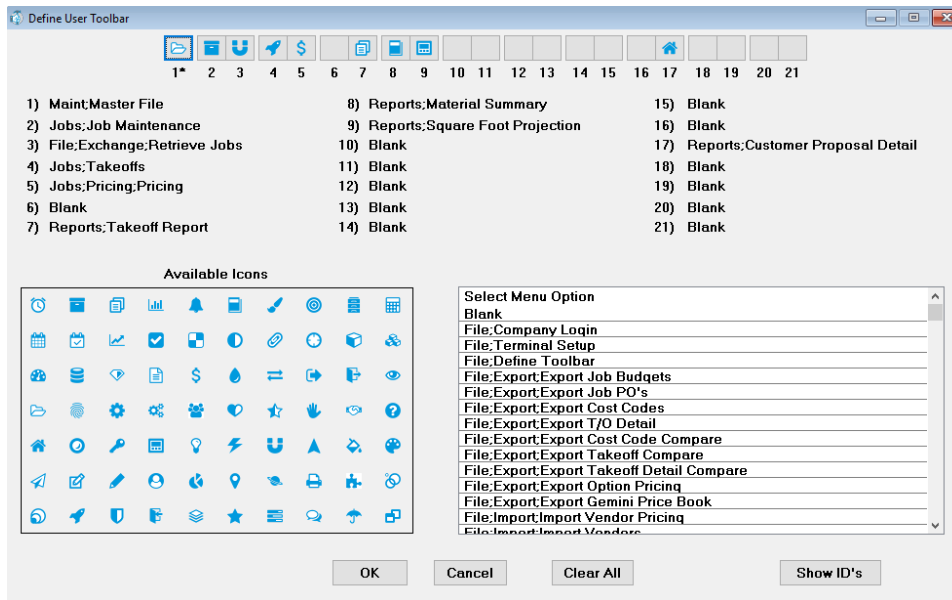 Define User Toolbar
1* 2 3 4 5 6 7 8 9 10 11 12 13 14 15 16 17 18 19 20 21
1) Maint;Master File
2) Jobs;Job Maintenance
3) File;Exchange;Retrieve Jobs
4) Jobs;Takeoffs
5) Jobs;Pricing;Pricing
6) Blank
7) Reports;Takeoff Report
8) Reports;Material Summary
9) Reports;Square Foot Projection
10) Blank
11) Blank
12) Blank
13) Blank
14) Blank
15) Blank
16) Blank
17) Reports;Customer Proposal Detail
18) Blank
19) Blank
20) Blank
21) Blank
Available Icons
Select Menu Option
Blank
File;Company Login
File;Terminal Setup
File;Define Toolbar
File;Export;Export Job Budgets
File;Export;Export Job PO's
File;Export;Export Cost Codes
File;Export;Export T/O Detail
File;Export;Export Cost Code Compare
File;Export;Export Takeoff Compare
File;Export;Export Takeoff Detail Compare
File;Export;Export Option Pricing
File;Export;Export Gemini Price Book
File;Import;Import Vendor Pricing
File;Import;Import Vendors
OK
Cancel
Clear All
Show ID's